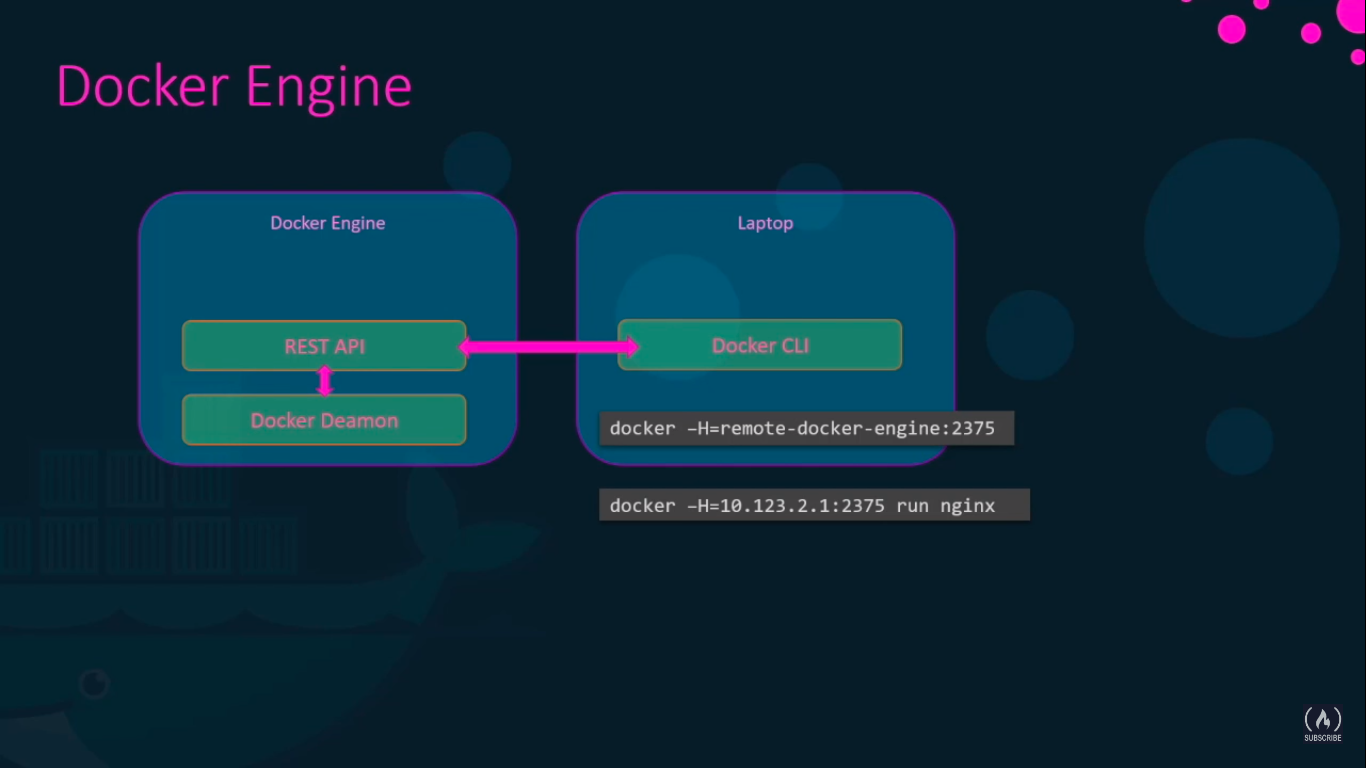 Docker Engine
Docker Engine
Laptop
REST API
Docker CLI
Docker Deamon
docker –H=remote-docker-engine:2375
docker –H=10.123.2.1:2375 run nginx
SUBSCRIBE